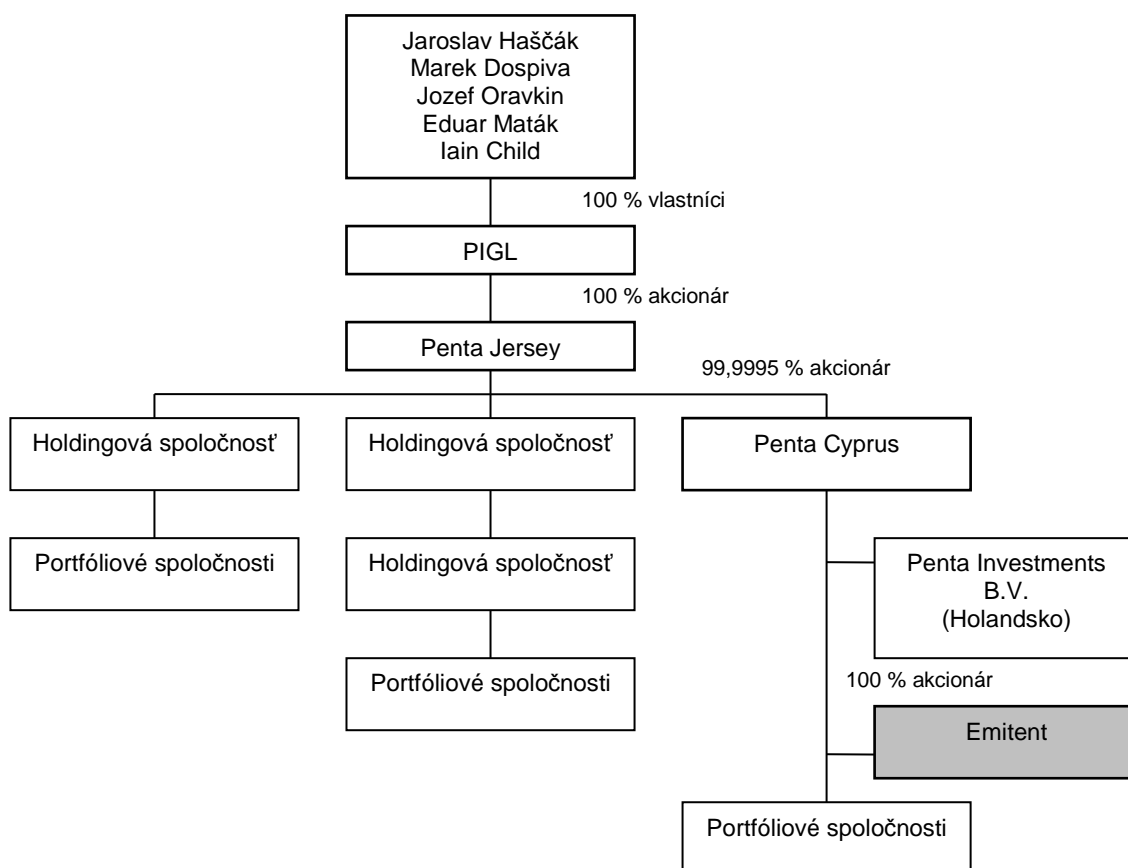 Jaroslav Haščák
Marek Dospiva
Jozef Oravkin
Eduar Maták
Iain Child
100 % vlastníci
PIGL
100 % akcionár
Penta Jersey
99,9995 % akcionár
Holdingová spoločnosť
Holdingová spoločnosť
Penta Cyprus
Portfóliové spoločnosti
Holdingová spoločnosť
Penta Investments
B.V.
(Holandsko)
Portfóliové spoločnosti
100 % akcionár
Emitent
Portfóliové spoločnosti